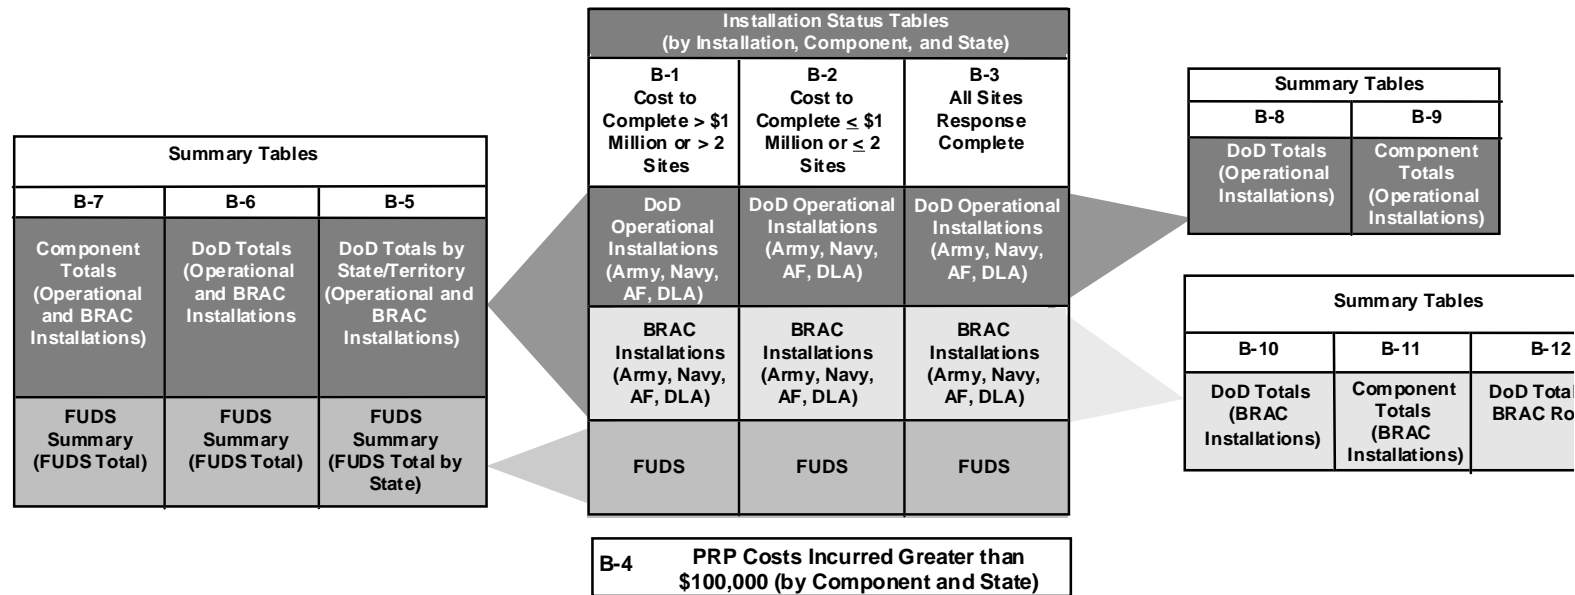 Summary Tables
B-7
B-6
B-5
Component
Totals
(Operational
and BRAC
Installations)
DoD Totals
(Operational
and BRAC
Installations
DoD Totals by
State/Territory
(Operational and
BRAC
Installations)
FUDS
Summary
(FUDS Total)
FUDS
Summary
(FUDS Total)
FUDS
Summary
(FUDS Total by
State)
Installation Status Tables
(by Installation, Component, and State)
B-1
Cost to
Complete > $1
Million or > 2
Sites
B-2
Cost to
Complete ≤ $1
Million or ≤ 2
Sites
B-3
All Sites
Response
Complete
DoD
Operational
Installations
(Army, Navy,
AF, DLA)
DoD Operational
Installations
(Army, Navy,
AF, DLA)
DoD Operational
Installations
(Army, Navy,
AF, DLA)
BRAC
Installations
(Army, Navy,
AF, DLA)
BRAC
Installations
(Army, Navy,
AF, DLA)
BRAC
Installations
(Army, Navy,
AF, DLA)
FUDS
FUDS
FUDS
B-4
PRP Costs Incurred Greater than
$100,000 (by Component and State)
Summary Tables
B-8
B-9
DoD Totals
(Operational
Installations)
Component
Totals
(Operational
Installations)
Summary Tables
B-10
B-11
B-12
DoD Totals
(BRAC
Installations)
Component
Totals
(BRAC
Installations)
DoD
BRAC